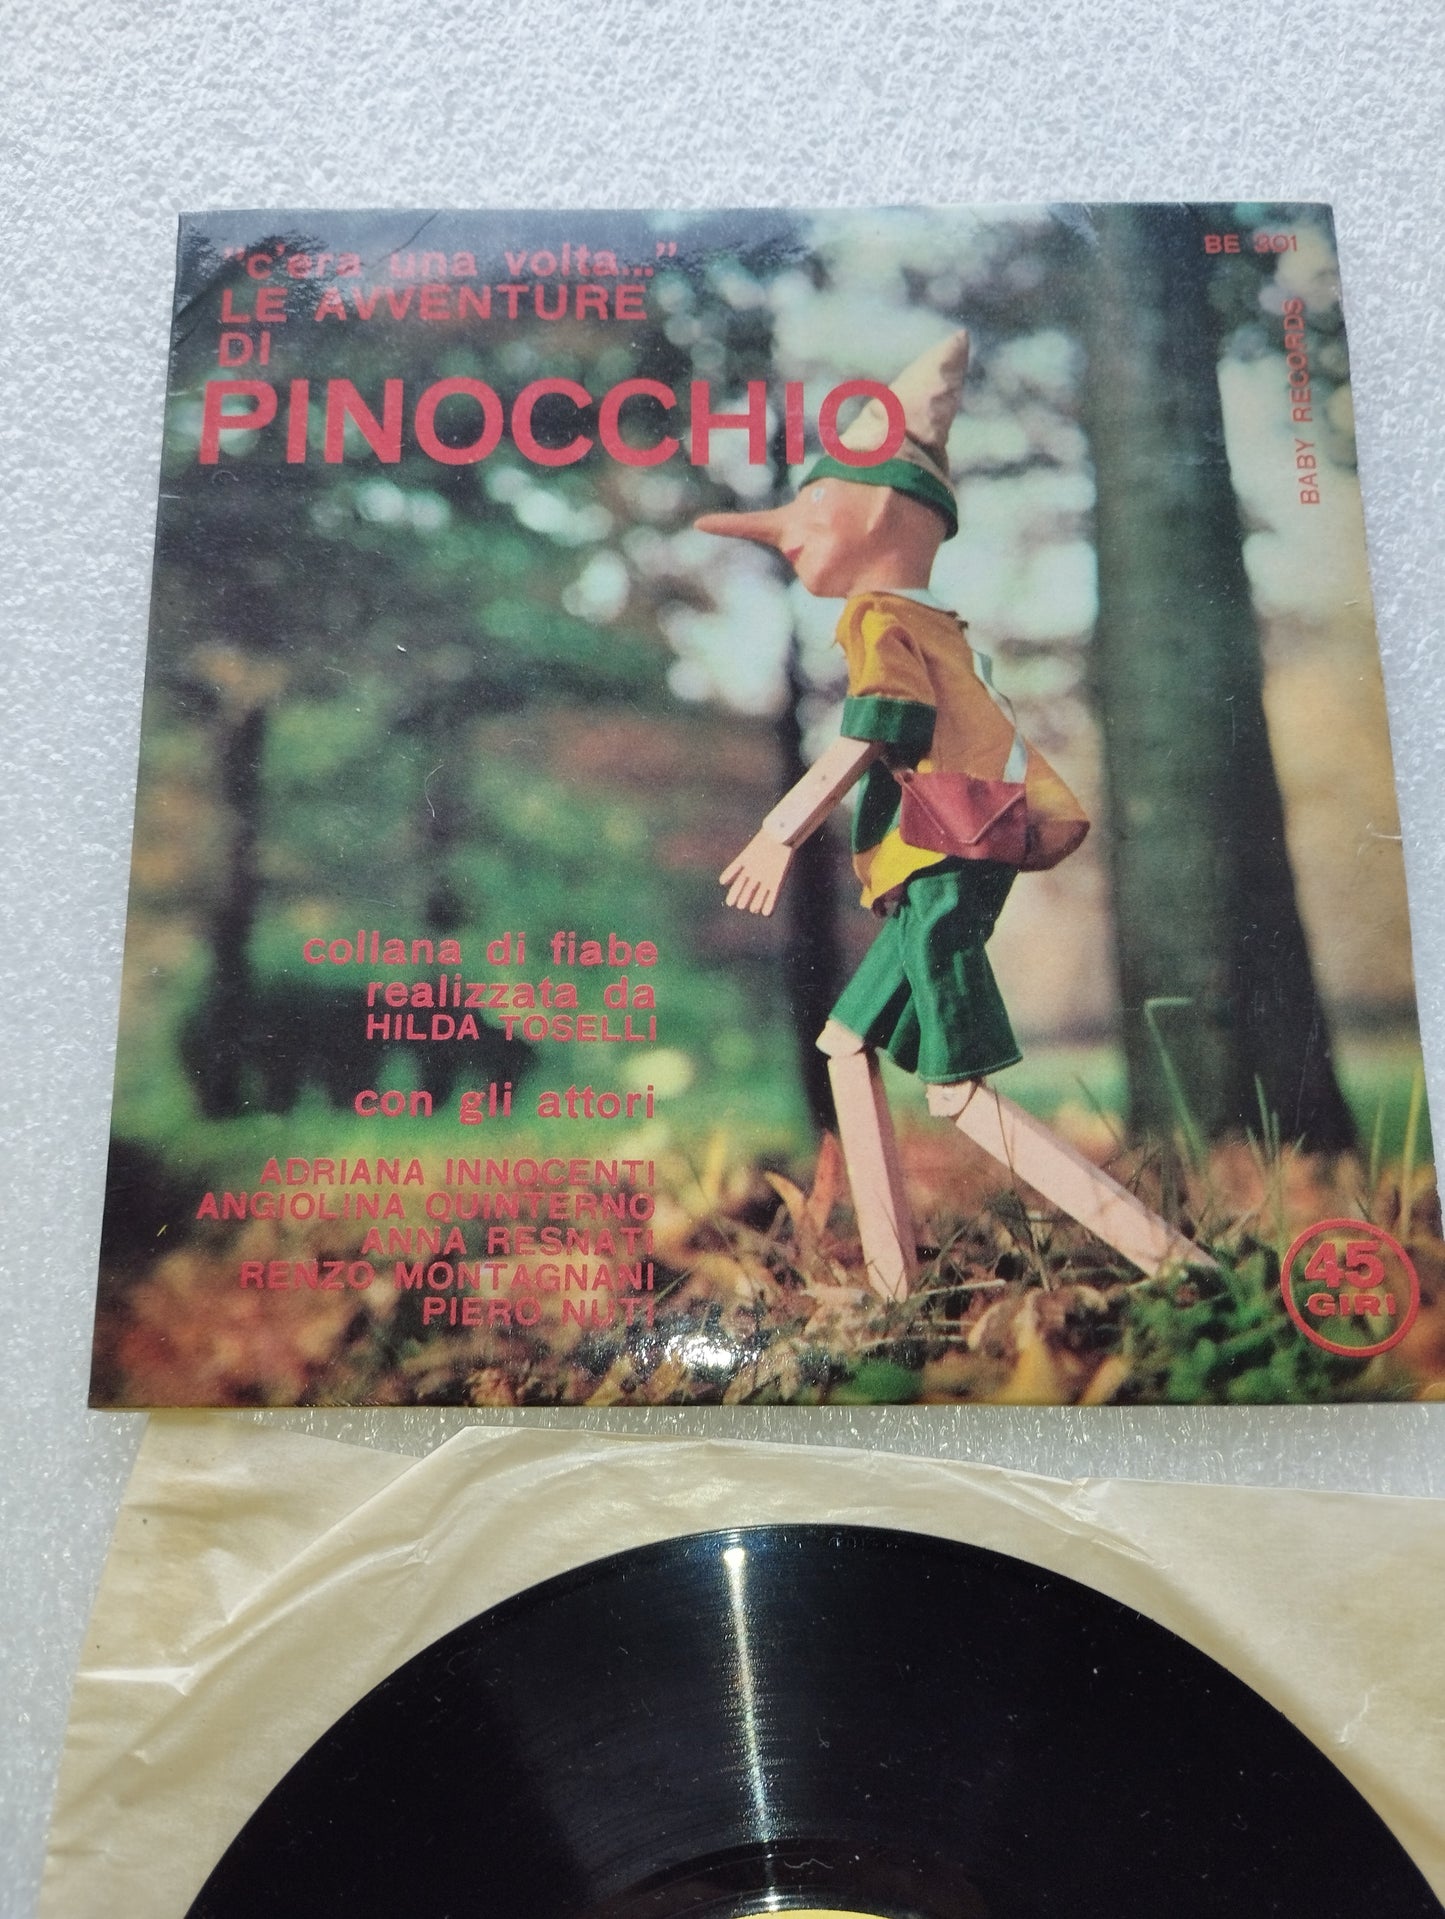 "c'era una volta..."
LE AVVENTURE
DI
PINOCCHIO
BE 301
BABY RECORDS
collana di fiabe
realizzata da
HILDA TOSELLI
con gli attori
ADRIANA INNOCENTI
ANGIOLINA QUINTERNO
ANNA RESNATI
RENZO MONTAGNANI
PIERO NUTI
45
GIRI